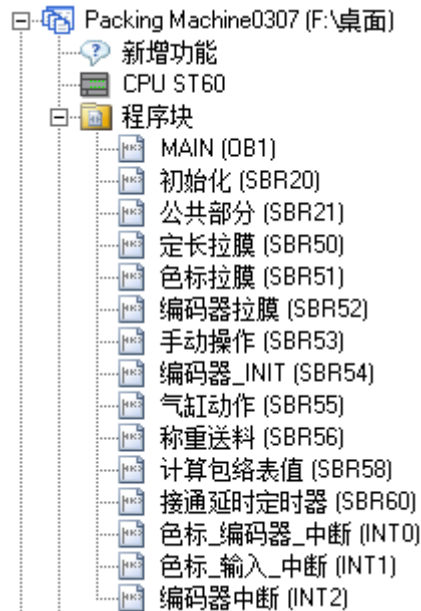 Packing Machine0307 (F:\桌面)
新增功能
CPU ST60
程序块
MAIN (OB1)
初始化 (SBR20)
公共部分 (SBR21)
定长拉膜 (SBR50)
色标拉膜 (SBR51)
编码器拉膜 (SBR52)
手动操作 (SBR53)
编码器_INIT (SBR54)
气缸动作 (SBR55)
称重送料 (SBR56)
计算包络表值 (SBR58)
接通延时定时器 (SBR60)
色标_编码器_中断 (INT0)
色标_输入_中断 (INT1)
编码器中断 (INT2)